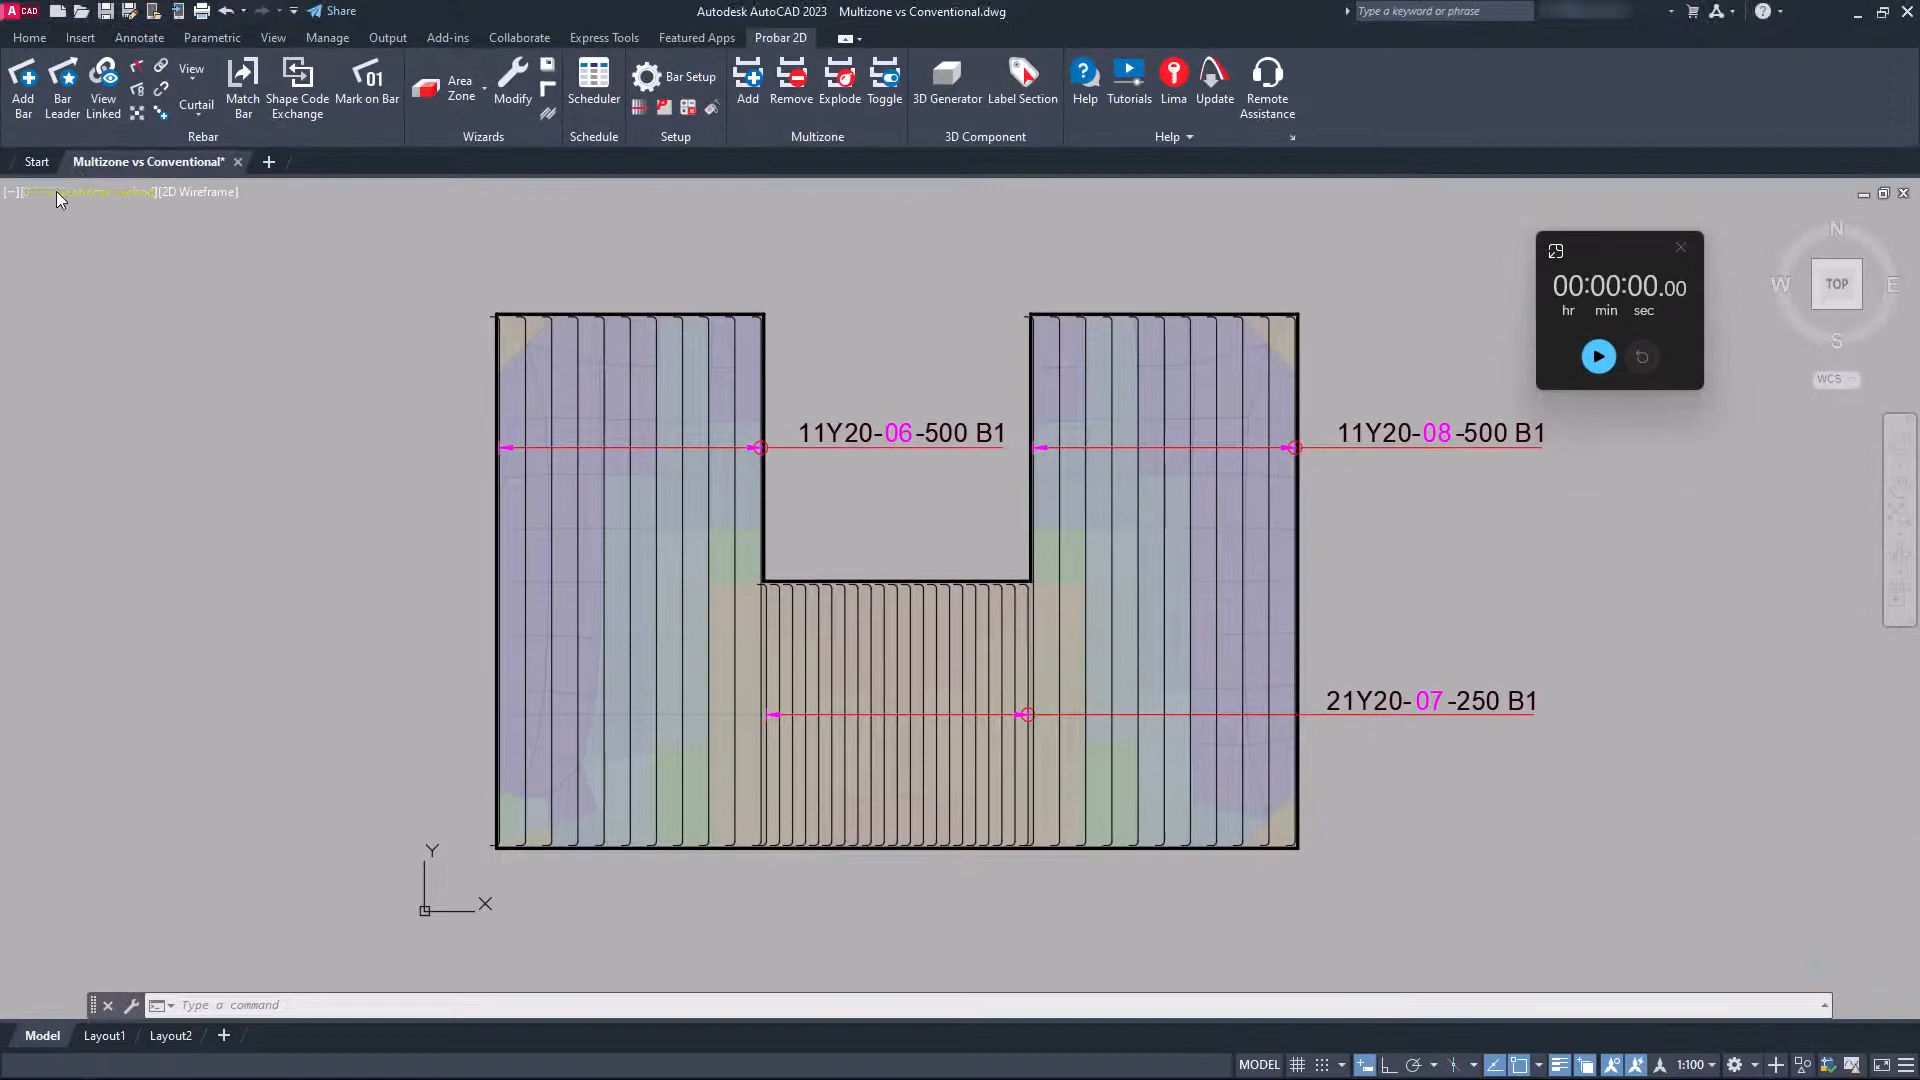 A CAD
Share
Autodesk AutoCAD 2023 Multizone vs Conventional.dwg
Type a keyword or phrase
Home Insert Annotate Parametric View Manage Output Add-ins Collaborate Express Tools Featured Apps Probar 2D
Add Bar
Bar Leader
View Linked
View
Curtail
Match Bar
Shape Code Exchange
Mark on Bar
Area Zone
Modify
Scheduler
Bar Setup
Add
Remove
Explode
Toggle
3D Generator
Label Section
Help
Tutorials
Lima
Update
Remote Assistance
Rebar Wizards Schedule Setup Multizone 3D Component Help
Start
Multizone vs Conventional*
[2D Wireframe]
00:00:00.00
hr min sec
N
W TOP E
S
WCS
11Y20-06-500 B1
11Y20-08-500 B1
21Y20-07-250 B1
Y
X
Type a command
Model Layout1 Layout2
MODEL
1:100